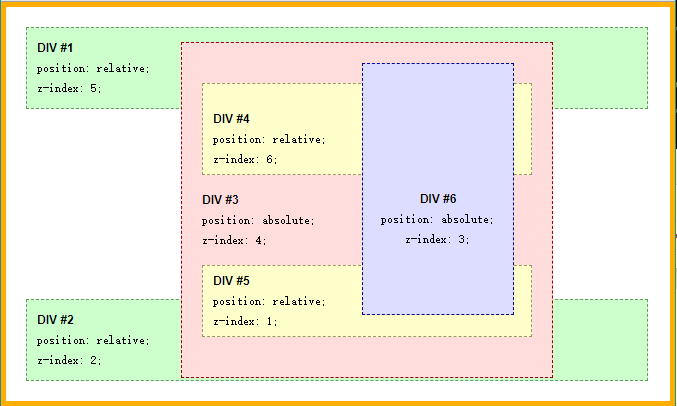 DIV #1
position: relative;
z-index: 5;
DIV #4
position: relative;
z-index: 6;
DIV #3
position: absolute;
z-index: 4;
DIV #6
position: absolute;
z-index: 3;
DIV #5
position: relative;
z-index: 1;
DIV #2
position: relative;
z-index: 2;